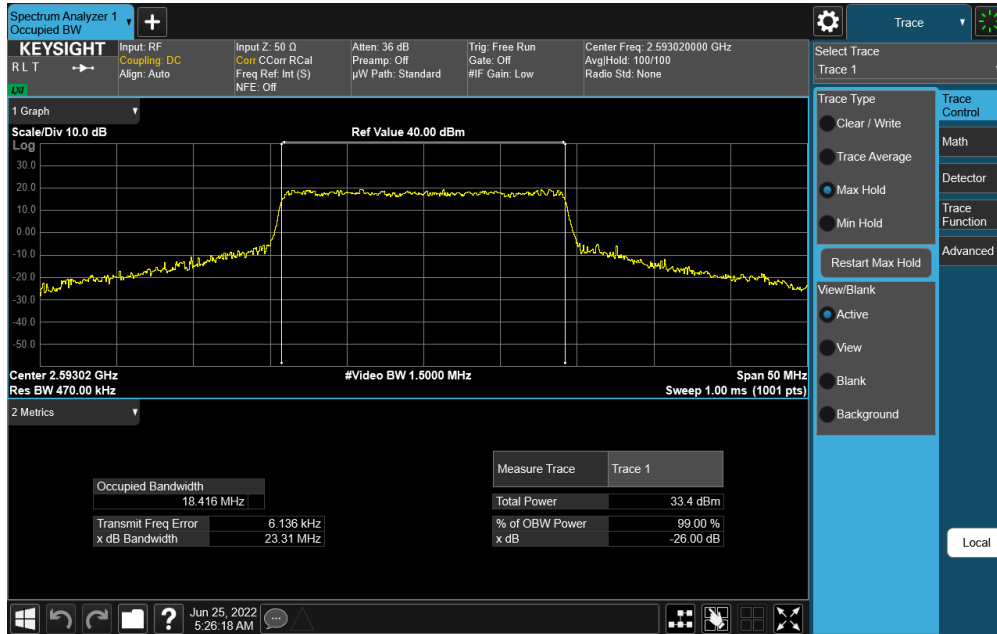 Spectrum Analyzer 1
Occupied BW
Trace
KEYSIGHT
R L T
LXI
Input: RF
Coupling: DC
Align: Auto
Input Z: 50 Ω
Corr CCorr RCal
Freq Ref: Int (S)
NFE: Off
Atten: 36 dB
Preamp: Off
µW Path: Standard
Trig: Free Run
Gate: Off
#IF Gain: Low
Center Freq: 2.593020000 GHz
Avg|Hold: 100/100
Radio Std: None
Select Trace
Trace 1
1 Graph
Scale/Div 10.0 dB
Ref Value 40.00 dBm
Log
30.0
20.0
10.0
0.00
-10.0
-20.0
-30.0
-40.0
-50.0
Center 2.59302 GHz
#Video BW 1.5000 MHz
Span 50 MHz
Res BW 470.00 kHz
Sweep 1.00 ms (1001 pts)
Trace Type
Clear / Write
Trace Average
Max Hold
Min Hold
Restart Max Hold
View/Blank
Active
View
Blank
Background
Trace
Control
Math
Detector
Trace
Function
Advanced
Local
2 Metrics
Occupied Bandwidth
18.416 MHz
Transmit Freq Error 6.136 kHz
x dB Bandwidth 23.31 MHz
Measure Trace Trace 1
Total Power 33.4 dBm
% of OBW Power 99.00 %
x dB -26.00 dB
?
Jun 25, 2022
5:26:18 AM